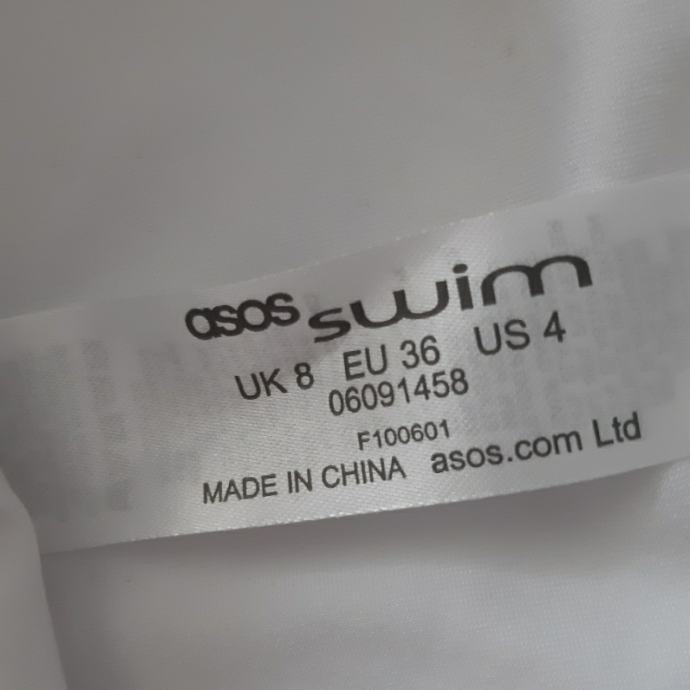 asos swim
UK 8 EU 36 US 4
06091458
F100601
MADE IN CHINA asos.com Ltd